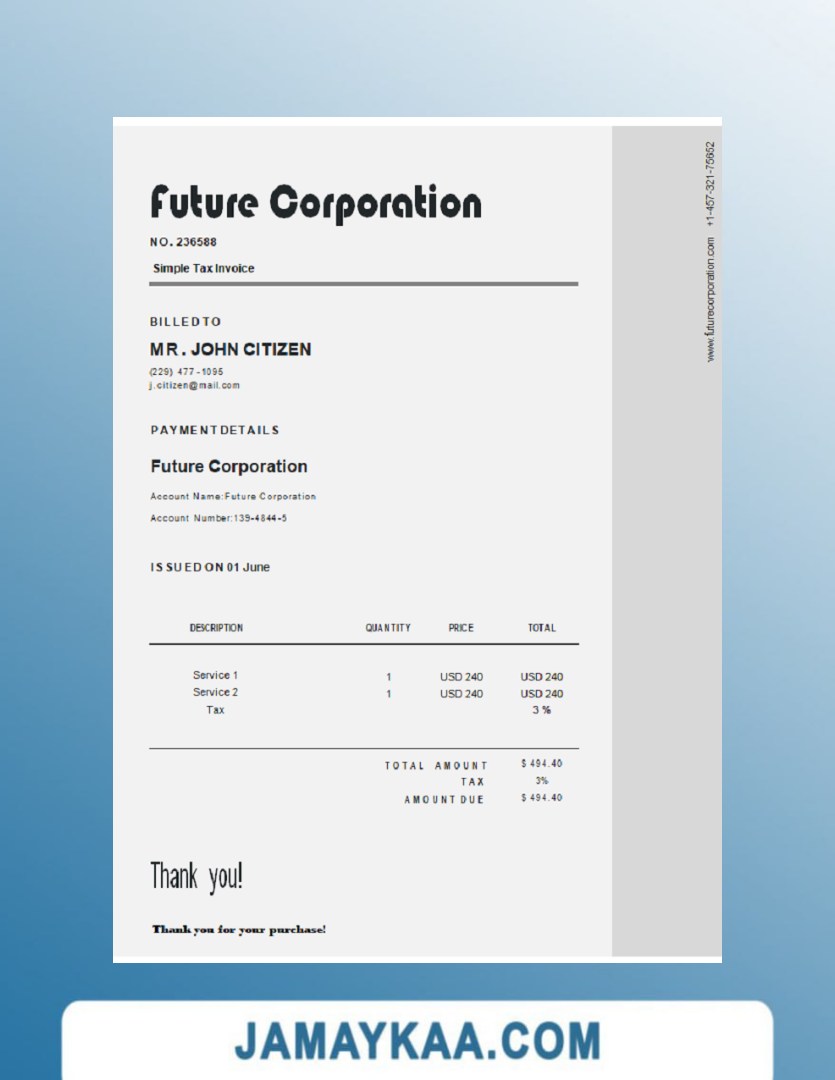 Future Corporation
NO. 236588
Simple Tax Invoice
BILLED TO
MR. JOHN CITIZEN
(229) 477-1095
j.citizen@mail.com
PAYMENT DETAILS
Future Corporation
Account Name:Future Corporation
Account Number:139-4844-5
ISSUED ON 01 June
DESCRIPTION QUANTITY PRICE TOTAL
Service 1 1 USD 240 USD 240
Service 2 1 USD 240 USD 240
Tax 3 %
TOTAL AMOUNT $ 494.40
TAX 3%
AMOUNT DUE $ 494.40
Thank you!
Thank you for your purchase!
www.futurecorporation.com +1-457-321-75652
JAMAYKAA.COM